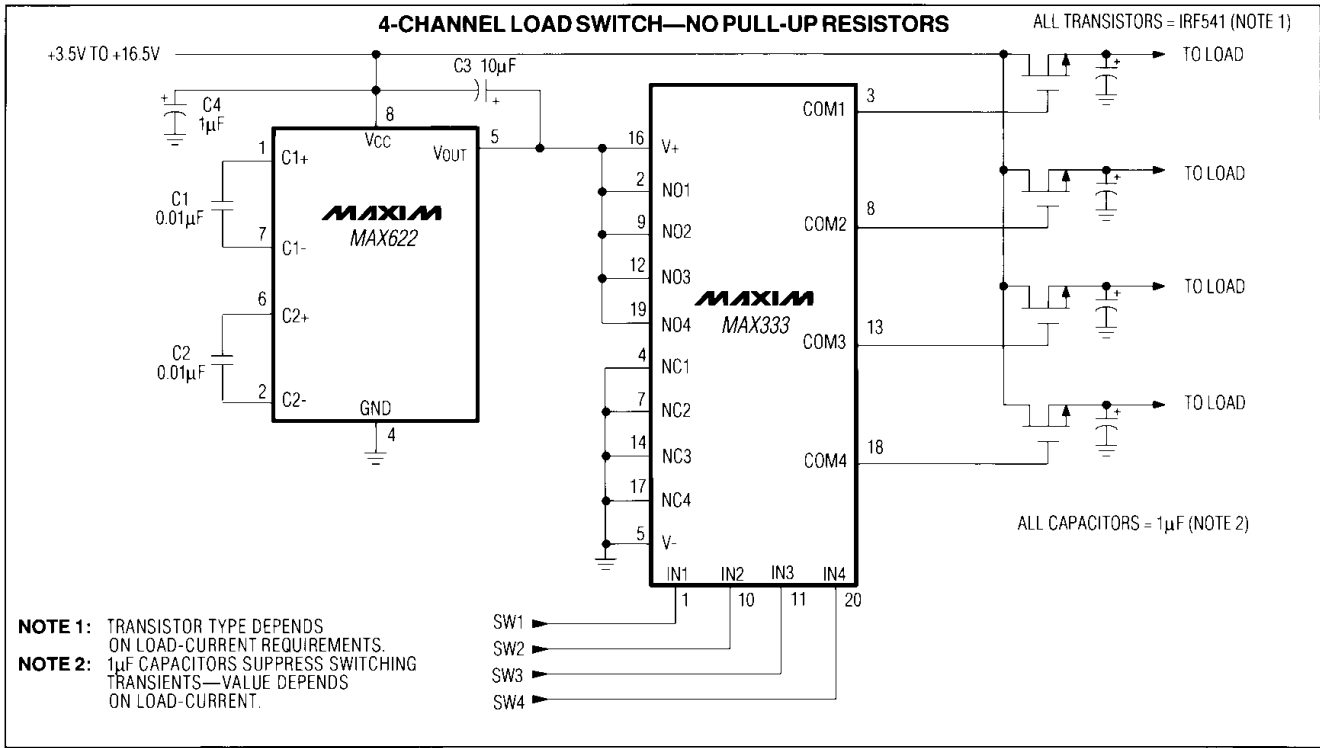 4-CHANNEL LOAD SWITCH—NO PULL-UP RESISTORS
ALL TRANSISTORS = IRF541 (NOTE 1)
+3.5V TO +16.5V
C3 10µF
+
TO LOAD
+
C4
1µF
+
8
VCC
VOUT
5
1
C1+
C1
0.01µF
7
C1-
MAXIM
MAX622
6
C2+
C2
0.01µF
2
C2-
GND
4
16
V+
2
NO1
9
NO2
12
NO3
19
NO4
4
NC1
7
NC2
14
NC3
17
NC4
5
V-
MAXIM
MAX333
COM1
3
COM2
8
COM3
13
COM4
18
IN1
IN2
IN3
IN4
1
10
11
20
TO LOAD
+
TO LOAD
+
TO LOAD
+
ALL CAPACITORS = 1µF (NOTE 2)
SW1
SW2
SW3
SW4
NOTE 1: TRANSISTOR TYPE DEPENDS
ON LOAD-CURRENT REQUIREMENTS.
NOTE 2: 1µF CAPACITORS SUPPRESS SWITCHING
TRANSIENTS—VALUE DEPENDS
ON LOAD-CURRENT.